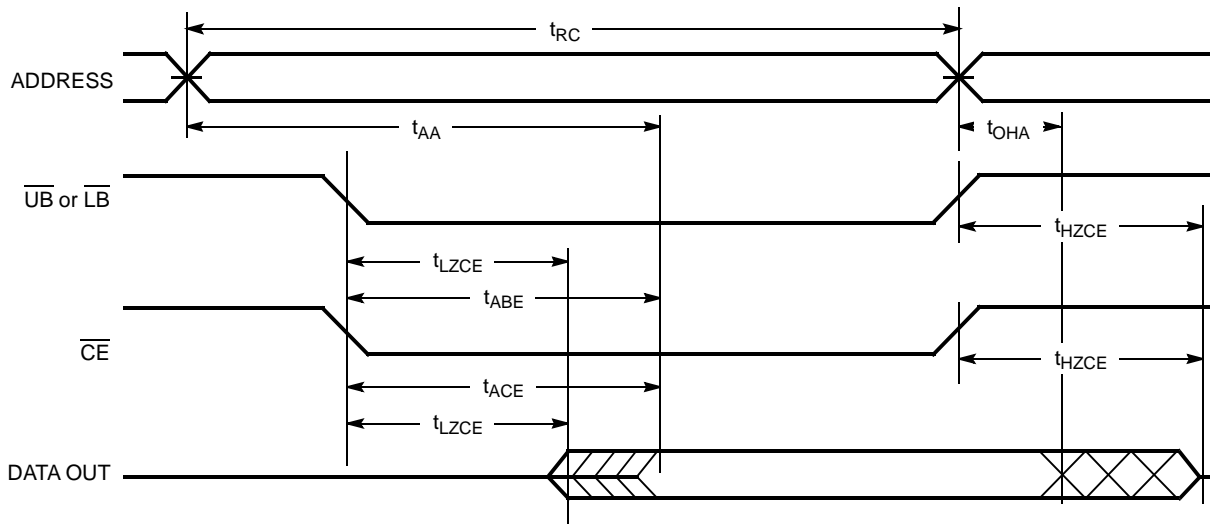 tRC
ADDRESS
tAA
tOHA
UB or LB
tHZCE
tLZCE
tABE
CE
tHZCE
tACE
tLZCE
DATA OUT